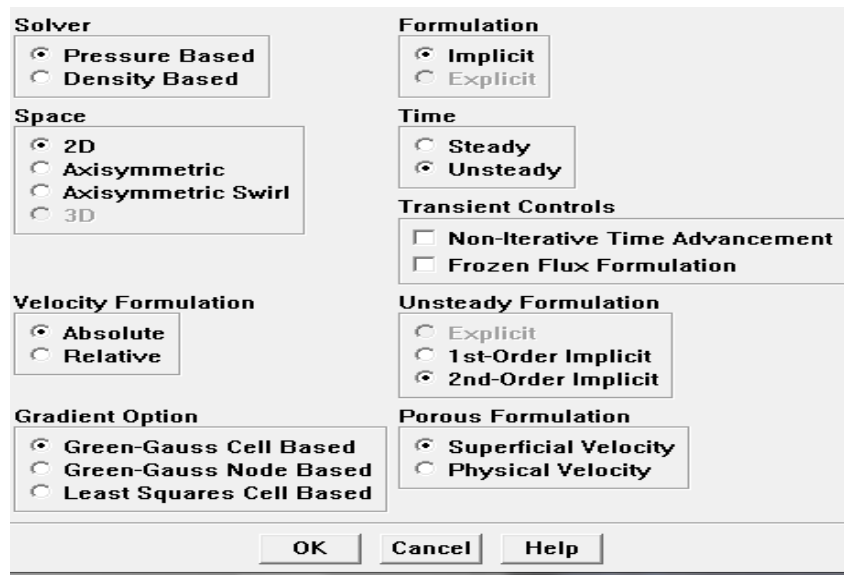 Solver
Pressure Based
Density Based
Space
2D
Axisymmetric
Axisymmetric Swirl
3D
Velocity Formulation
Absolute
Relative
Gradient Option
Green-Gauss Cell Based
Green-Gauss Node Based
Least Squares Cell Based
Formulation
Implicit
Explicit
Time
Steady
Unsteady
Transient Controls
Non-Iterative Time Advancement
Frozen Flux Formulation
Unsteady Formulation
Explicit
1st-Order Implicit
2nd-Order Implicit
Porous Formulation
Superficial Velocity
Physical Velocity
OK Cancel Help